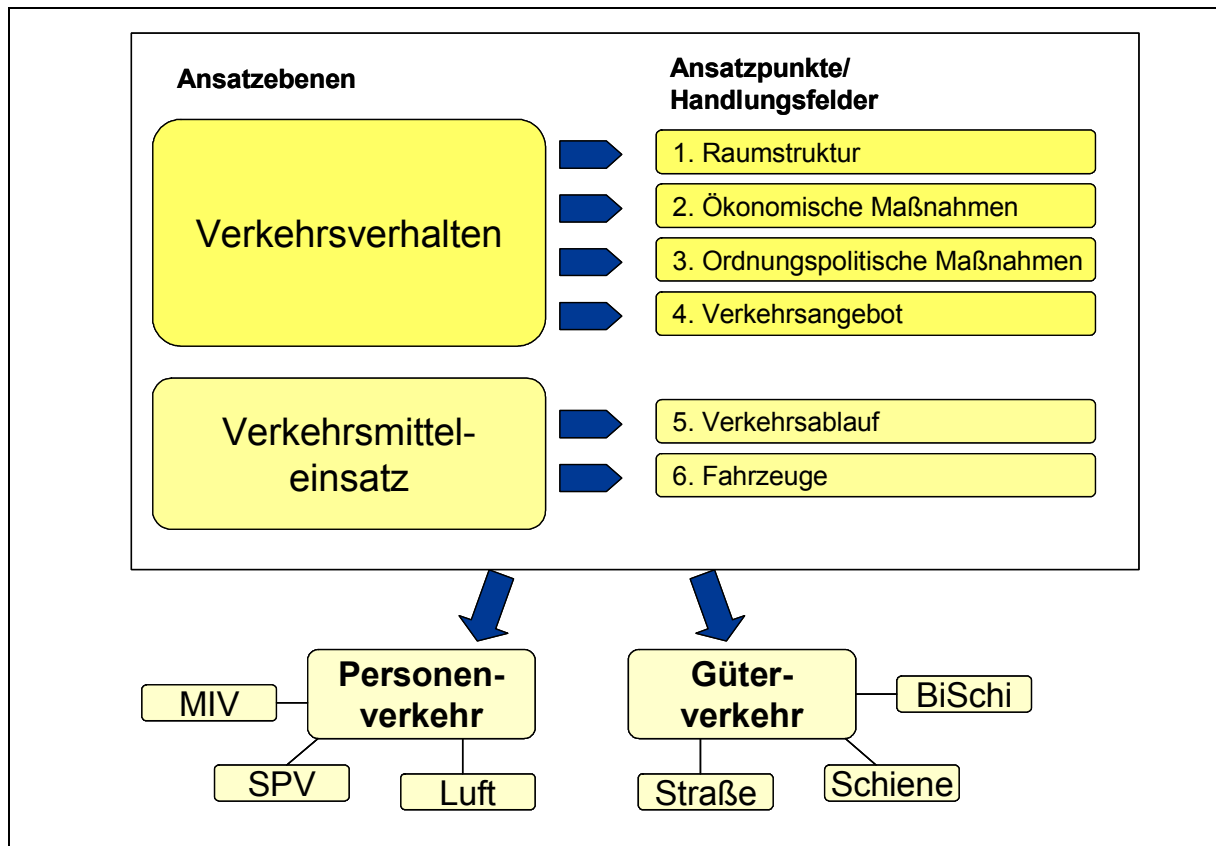 Ansatzebenen
Ansatzpunkte/
Handlungsfelder
Verkehrsverhalten
1. Raumstruktur
2. Ökonomische Maßnahmen
3. Ordnungspolitische Maßnahmen
4. Verkehrsangebot
Verkehrsmittel-
einsatz
5. Verkehrsablauf
6. Fahrzeuge
Personen-
verkehr
MIV
SPV
Luft
Güter-
verkehr
BiSchi
Straße
Schiene